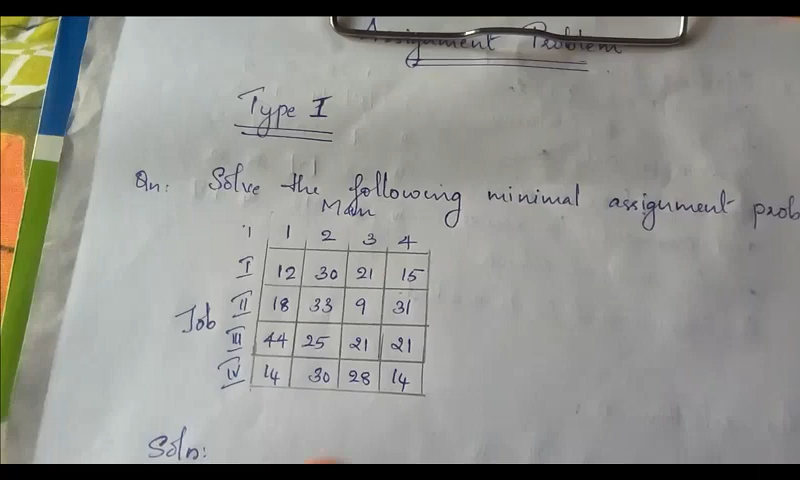 Assignment Problem
Type I
Qn: Solve the following minimal assignment prob
Man
1 2 3 4
I 12 30 21 15
II 18 33 9 31
Job
III 44 25 21 21
IV 14 30 28 14
Soln: